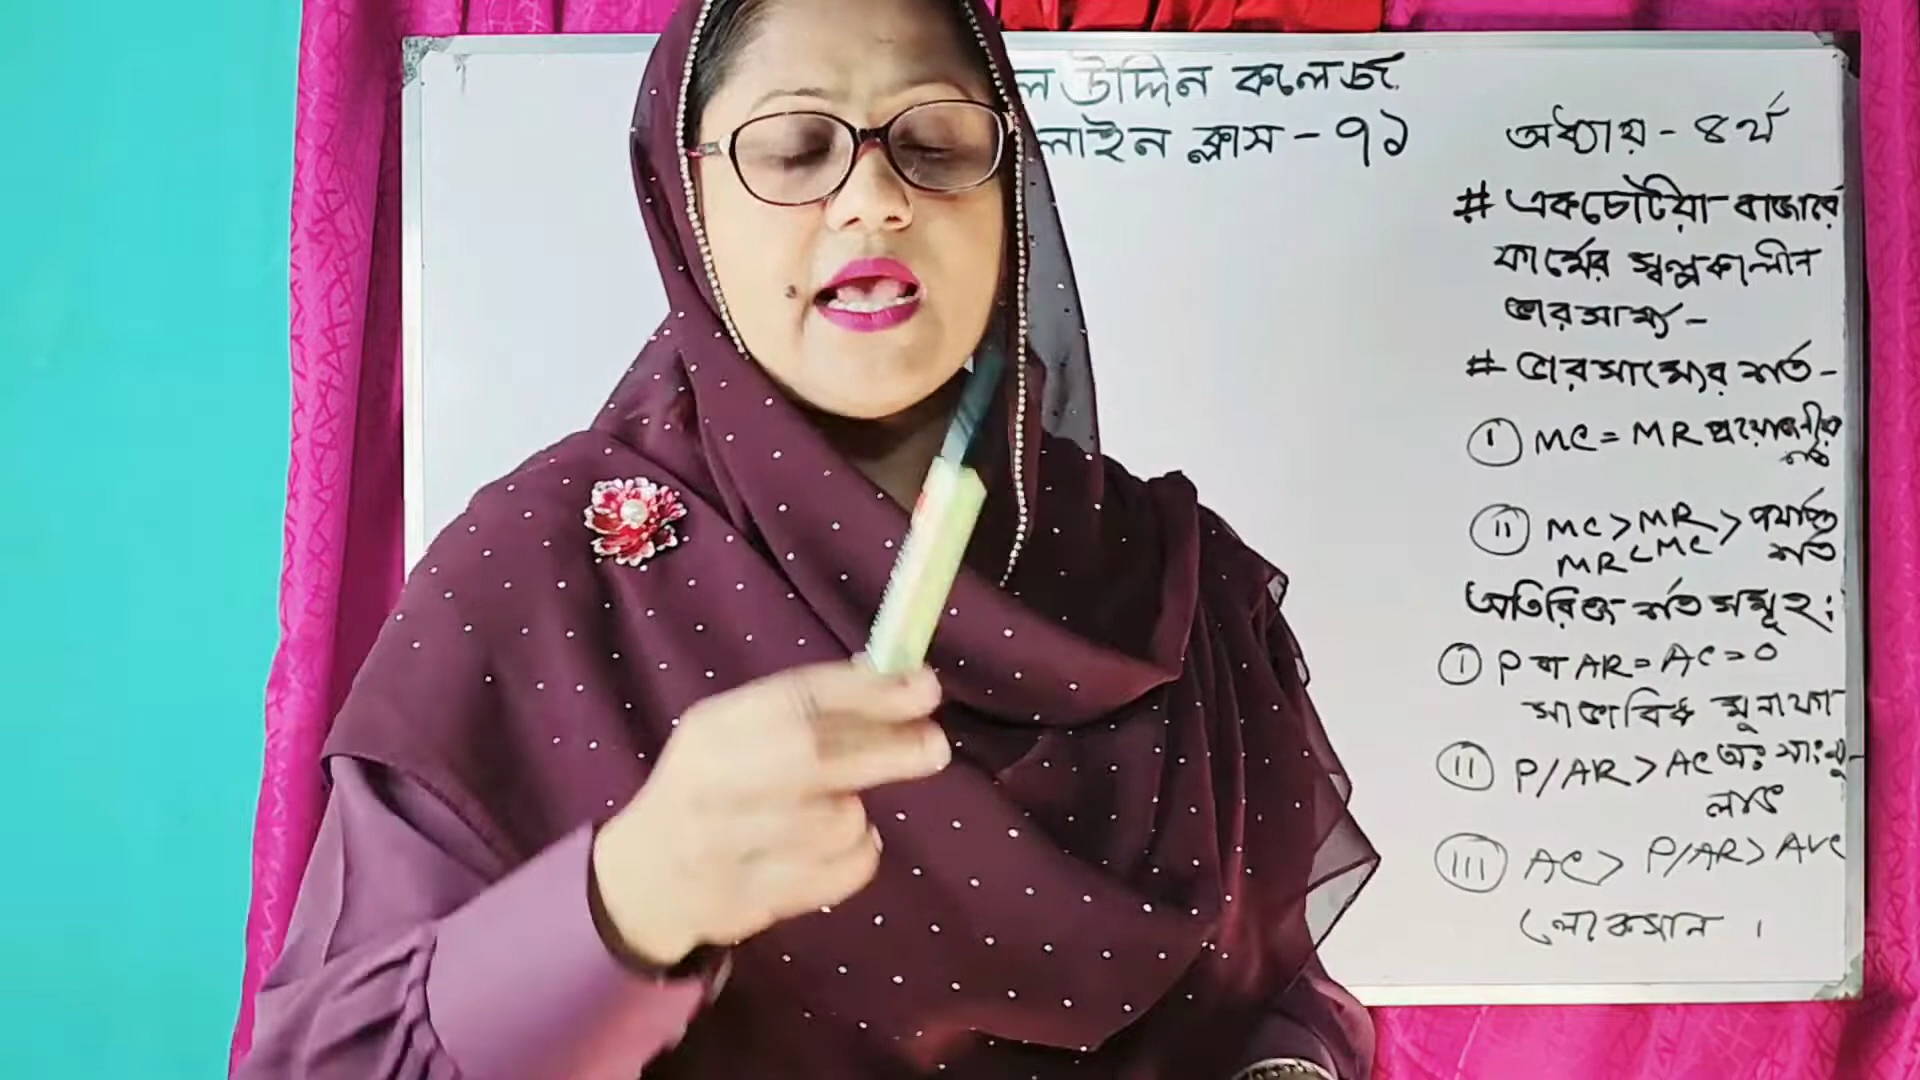 ল উদ্দিন কলেজ
লাইন ক্লাস - ৭১
অধ্যায় - ৪র্থ
# একচেটিয়া বাজারে
ফার্মের স্বল্পকালীন
ভারসাম্য -
# ভারসাম্যের শর্ত -
(i) MC = MR প্রয়োজনীয়
শর্ত
(ii) MC > MR > পর্যাপ্ত
MR < MC শর্ত
অতিরিক্ত শর্ত সমূহ :
(i) P বা AR = AC = 0
সাভাবিক মুনাফা
(ii) P/AR > AC
লাভ
(iii) AC > P/AR > AVC
লোকসান ।